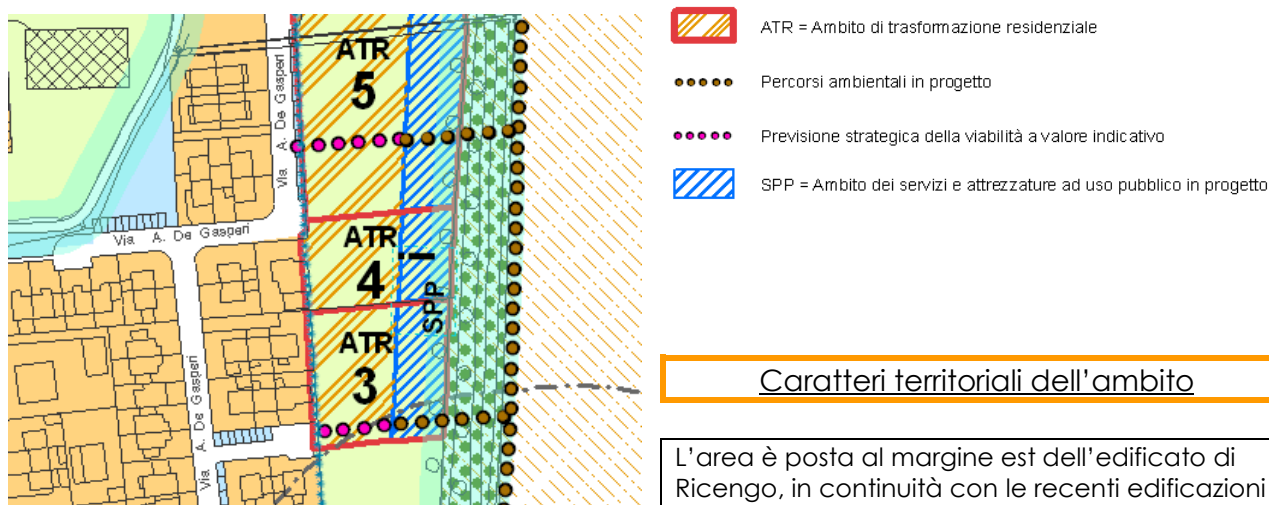 ATR
5
Via A. De Gasperi
Via A. De Gasperi
ATR
4
SPP I
ATR
3
Via A. De Gasperi
ATR = Ambito di trasformazione residenziale
Percorsi ambientali in progetto
Previsione strategica della viabilità a valore indicativo
SPP = Ambito dei servizi e attrezzature ad uso pubblico in progetto
Caratteri territoriali dell’ambito
L’area è posta al margine est dell’edificato di
Ricengo, in continuità con le recenti edificazioni